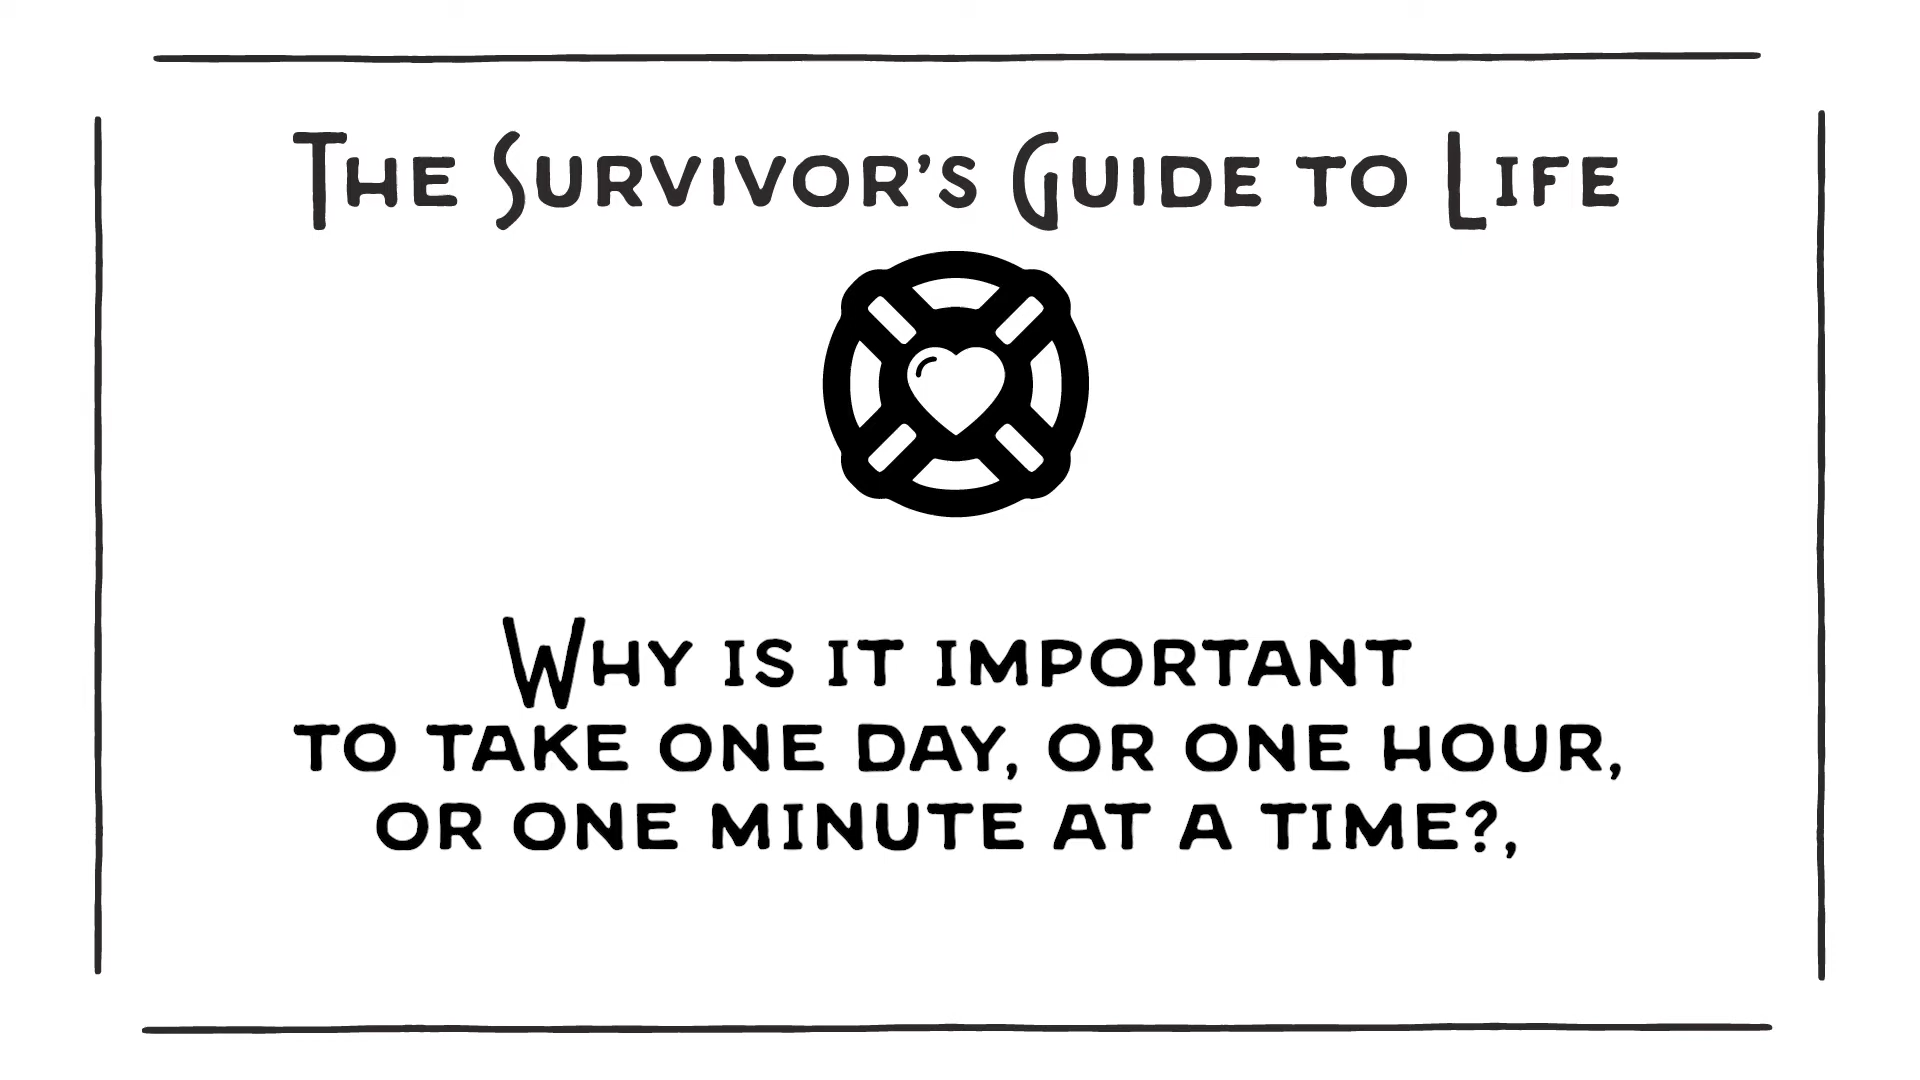 The Survivor's Guide to Life
Why is it important
to take one day, or one hour,
or one minute at a time?,